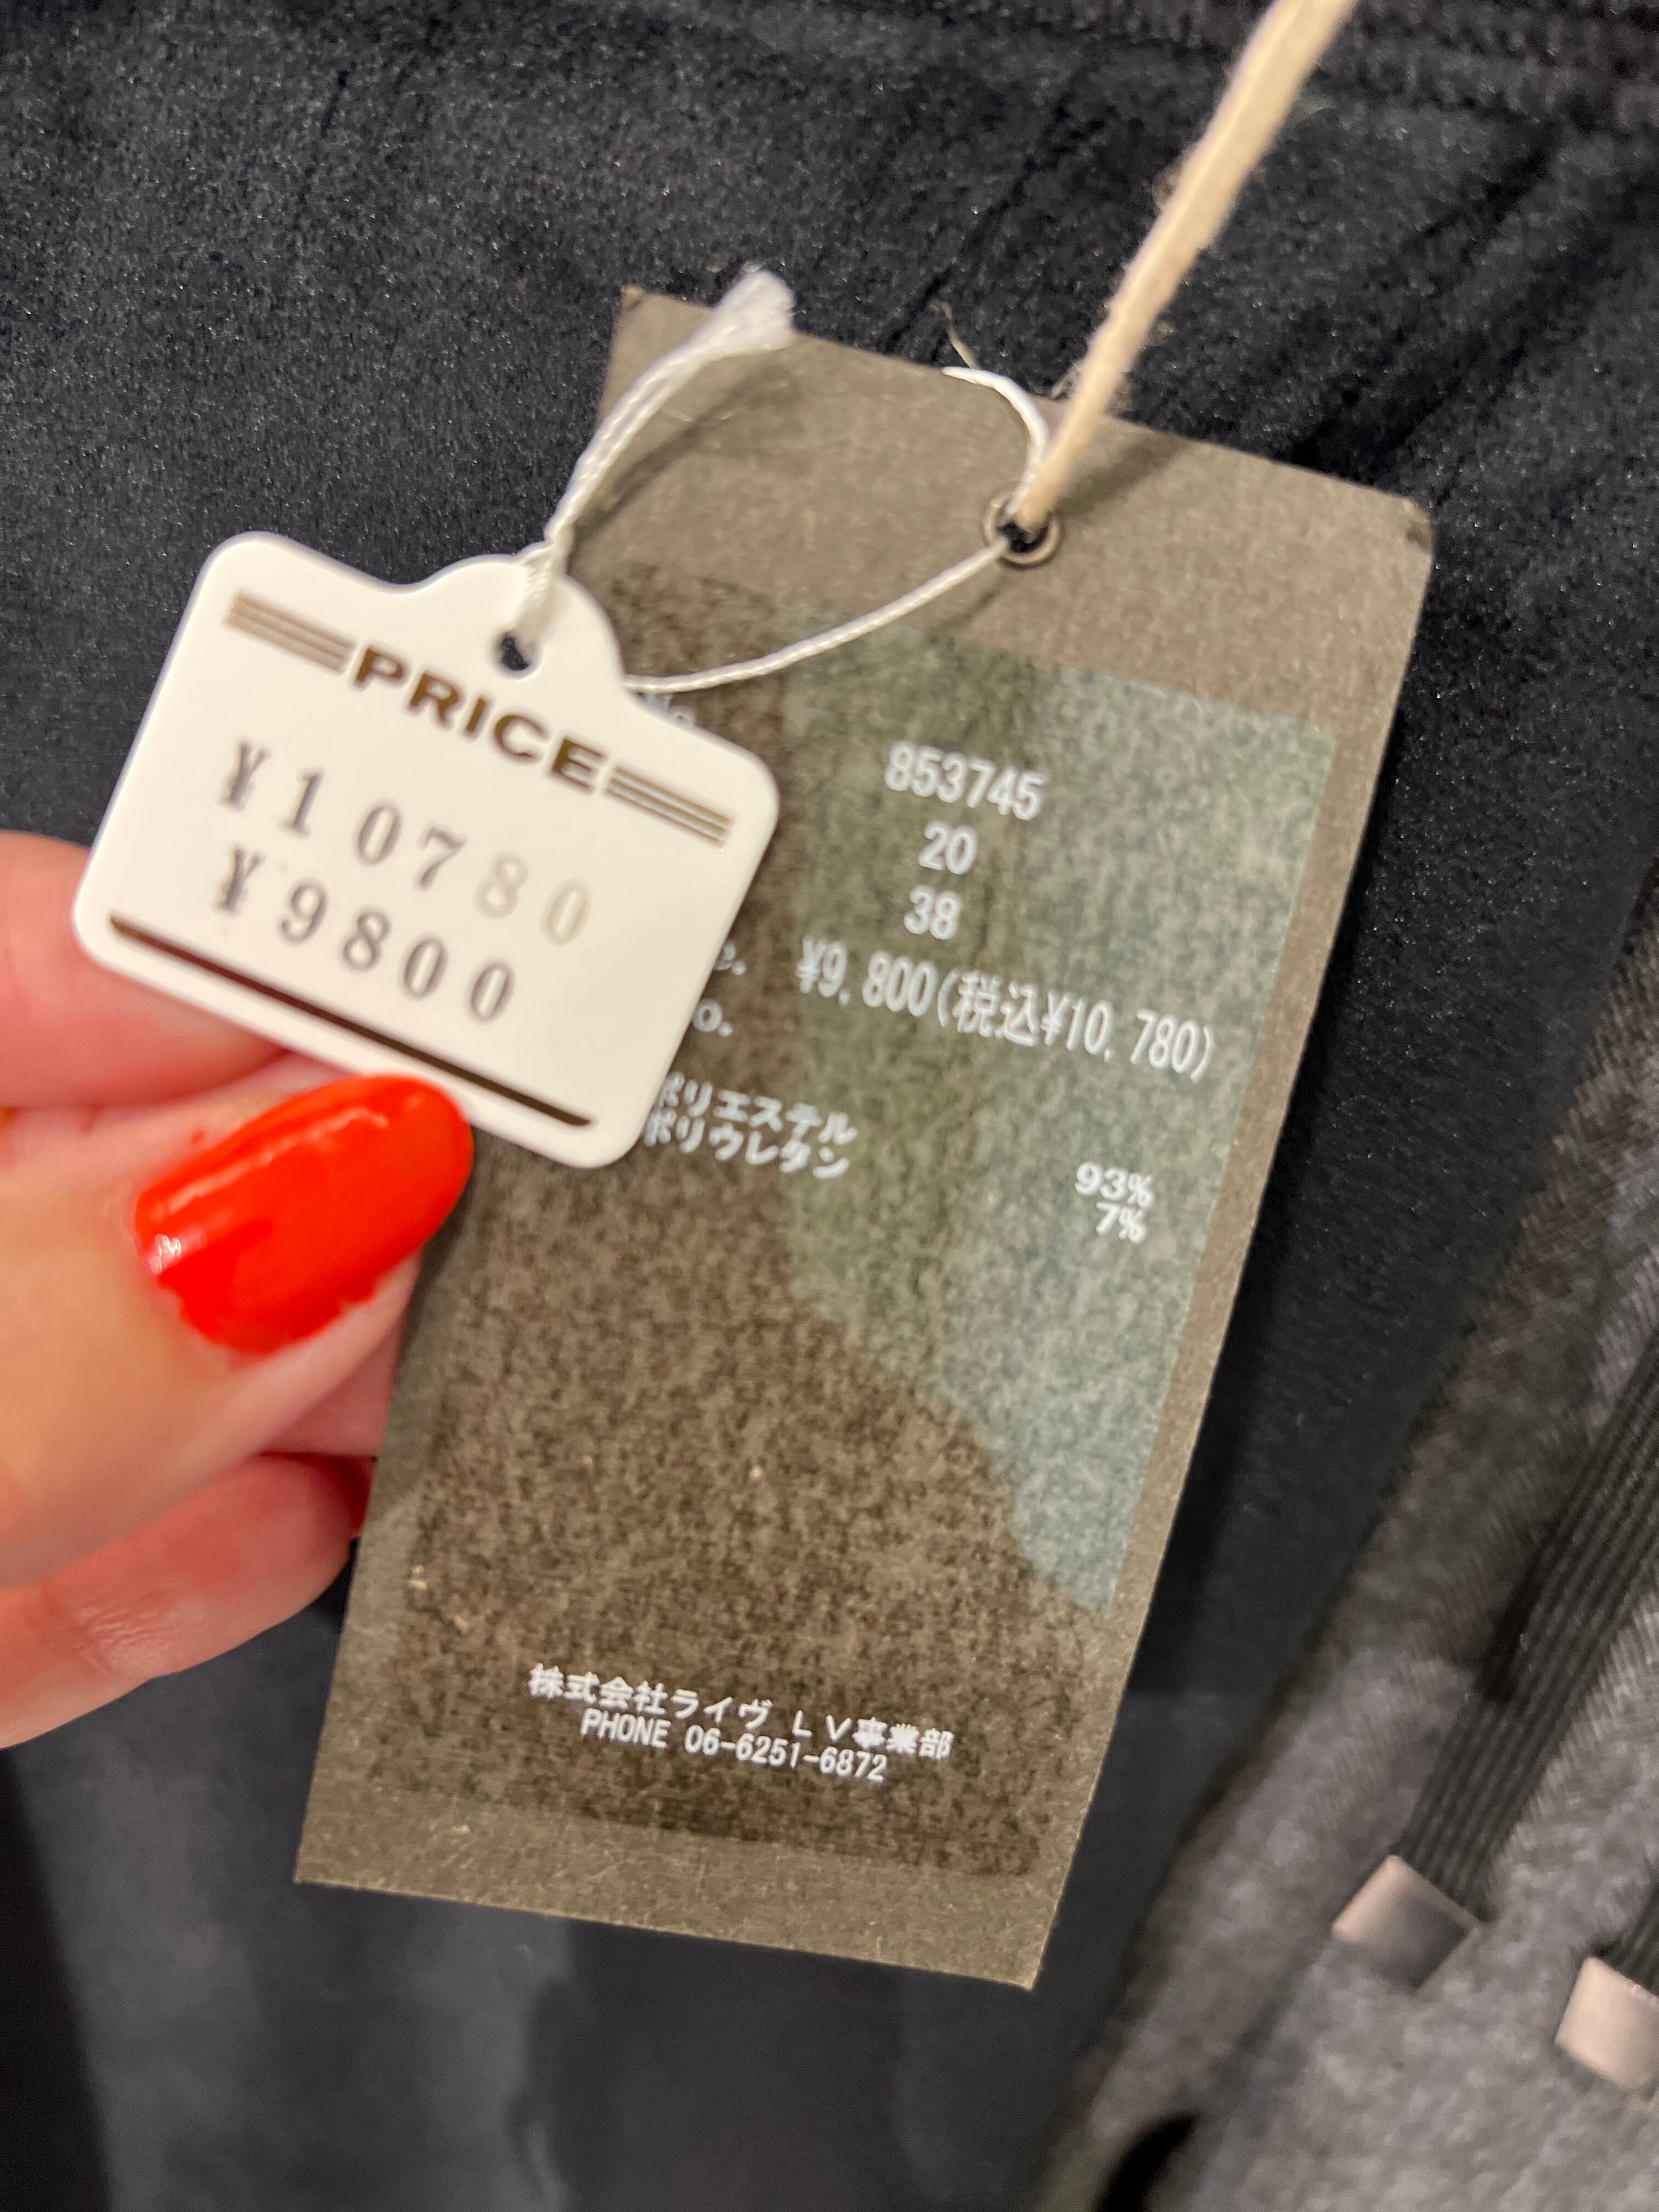 PRICE
¥10780
¥9800
No.
853745
20
38
e. ¥9,800(税込¥10,780)
o.
ポリエステル 93%
ポリウレタン 7%
株式会社ライヴ LV事業部
PHONE 06-6251-6872